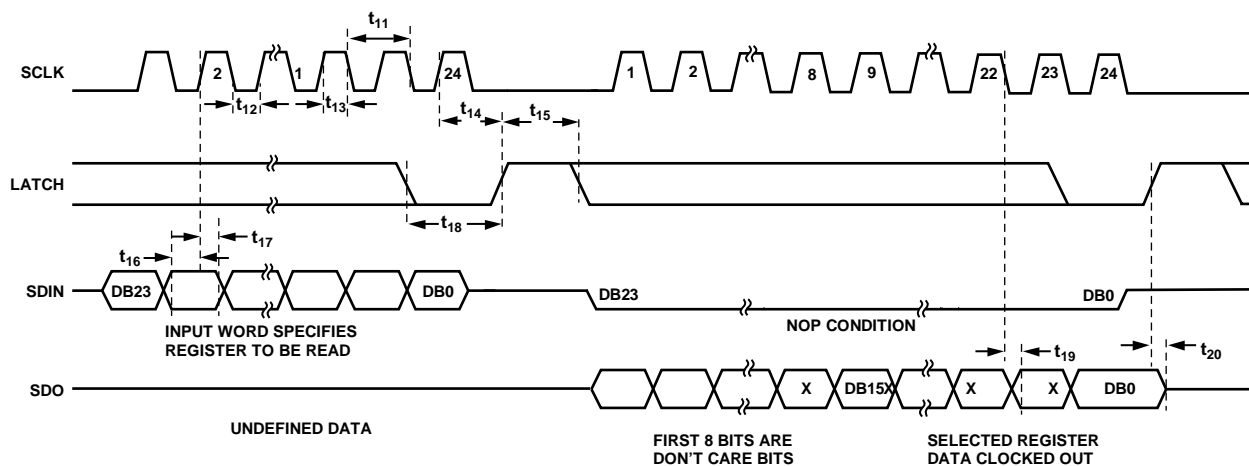 t11
SCLK
2
1
24
1
2
8
9
22
23
24
t12
t13
t14
t15
LATCH
t18
t16
t17
SDIN
DB23
DB0
DB23
DB0
INPUT WORD SPECIFIES
REGISTER TO BE READ
NOP CONDITION
t19
t20
SDO
X
DB15X
X
X
DB0
UNDEFINED DATA
FIRST 8 BITS ARE
DON'T CARE BITS
SELECTED REGISTER
DATA CLOCKED OUT